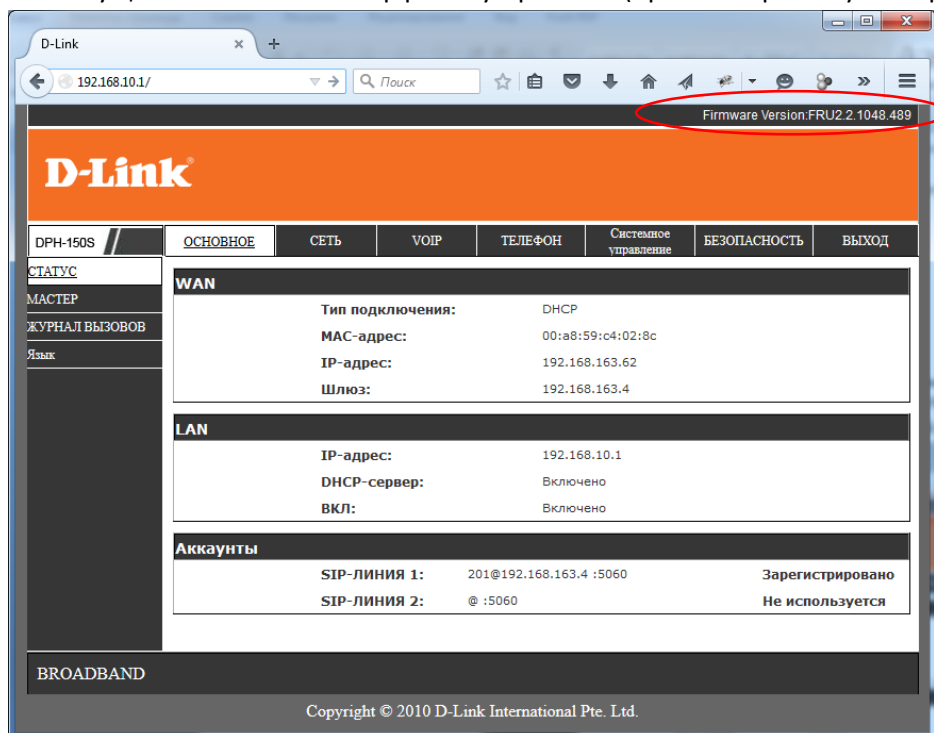 D-Link
192.168.10.1/
Поиск
Firmware Version:FRU2.2.1048.489
D-Link®
DPH-150S ОСНОВНОЕ СЕТЬ VOIP ТЕЛЕФОН Системное управление БЕЗОПАСНОСТЬ ВЫХОД
СТАТУС
МАСТЕР
ЖУРНАЛ ВЫЗОВОВ
Язык
WAN
Тип подключения: DHCP
MAC-адрес: 00:a8:59:c4:02:8c
IP-адрес: 192.168.163.62
Шлюз: 192.168.163.4
LAN
IP-адрес: 192.168.10.1
DHCP-сервер: Включено
ВКЛ: Включено
Аккаунты
SIP-ЛИНИЯ 1: 201@192.168.163.4 :5060 Зарегистрировано
SIP-ЛИНИЯ 2: @ :5060 Не используется
BROADBAND
Copyright © 2010 D-Link International Pte. Ltd.